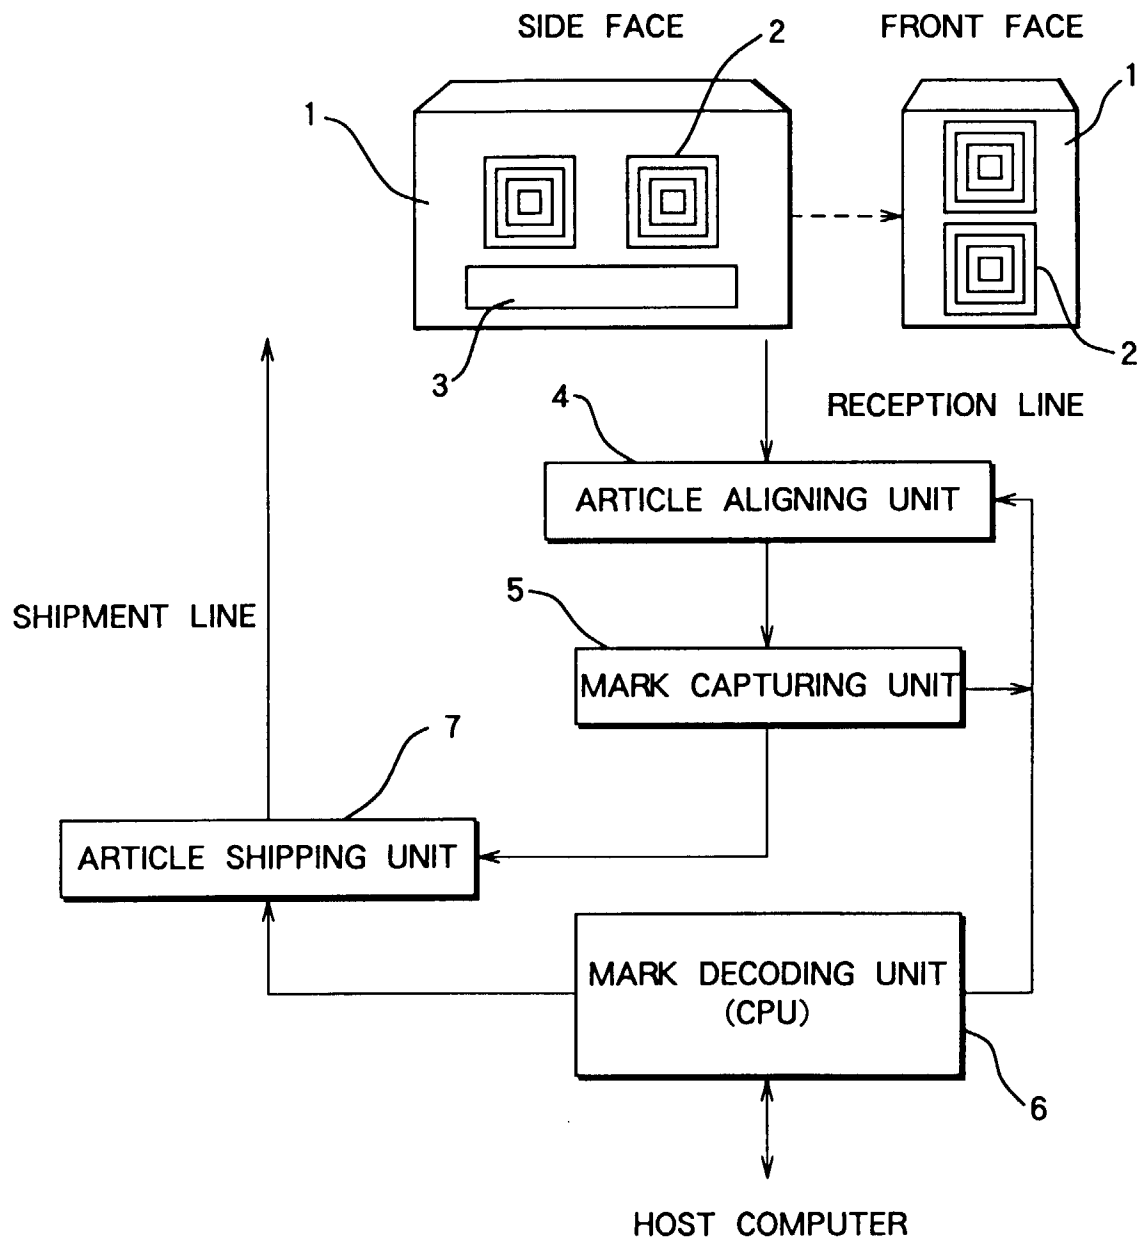 SIDE FACE
2
FRONT FACE
1
1
3
2
4
RECEPTION LINE
ARTICLE ALIGNING UNIT
5
SHIPMENT LINE
MARK CAPTURING UNIT
7
ARTICLE SHIPPING UNIT
MARK DECODING UNIT
(CPU)
6
HOST COMPUTER